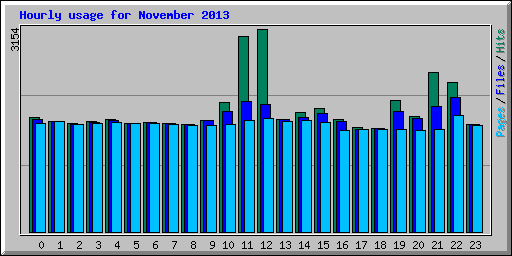 Hourly usage for November 2013
3154
Pages / Files / Hits
0 1 2 3 4 5 6 7 8 9 10 11 12 13 14 15 16 17 18 19 20 21 22 23